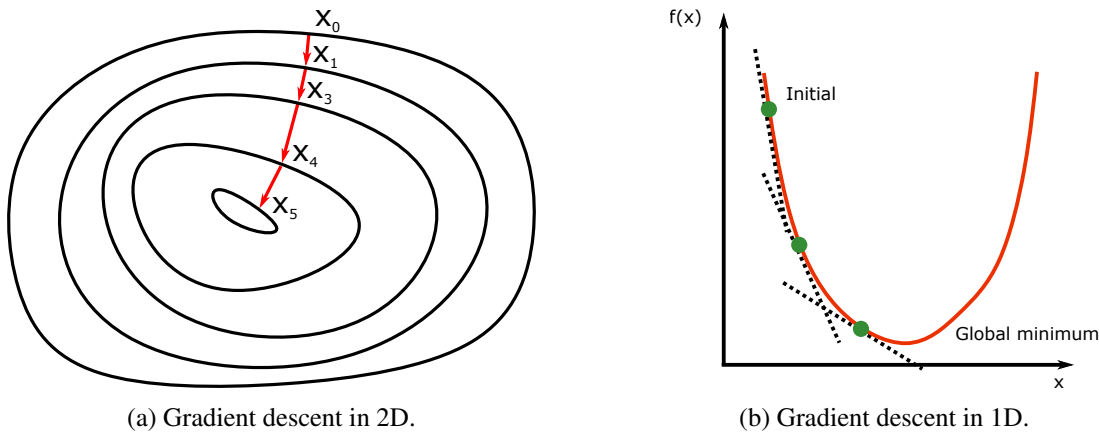 x₀
x₁
x₃
x₄
x₅
(a) Gradient descent in 2D.
f(x)
Initial
Global minimum
x
(b) Gradient descent in 1D.